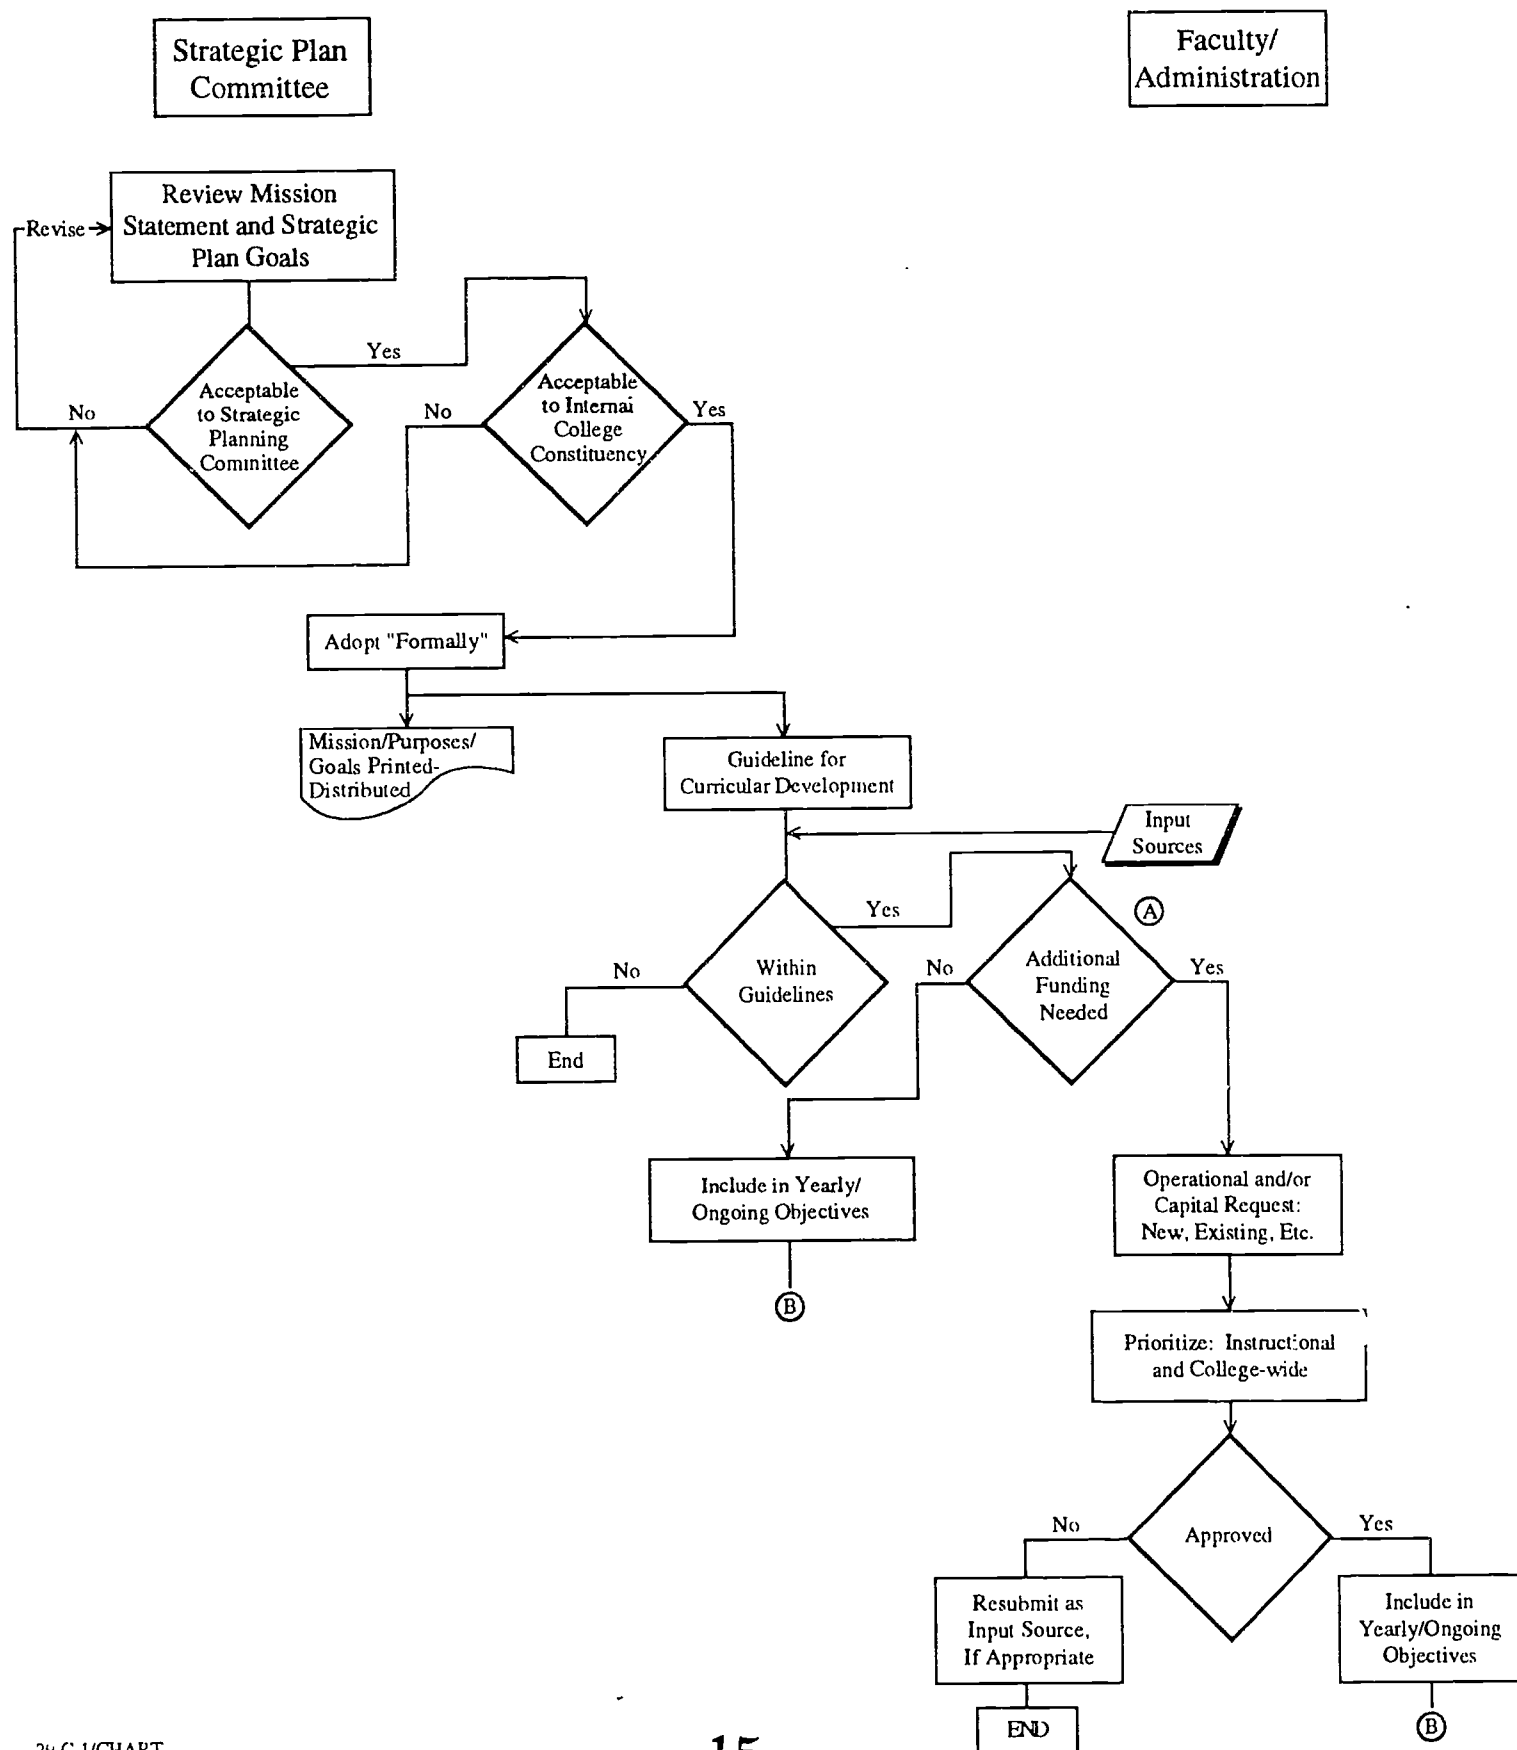 Strategic Plan
Committee
Faculty/
Administration
Review Mission
Statement and Strategic
Plan Goals
Revise
Yes
No
Acceptable
to Strategic
Planning
Committee
No
Acceptable
to Internal
College
Constituency
Yes
Adopt "Formally"
Mission/Purposes/
Goals Printed-
Distributed
Guideline for
Curricular Development
Input
Sources
Yes
A
No
Within
Guidelines
No
Additional
Funding
Needed
Yes
End
Include in Yearly/
Ongoing Objectives
B
Operational and/or
Capital Request:
New, Existing, Etc.
Prioritize: Instructional
and College-wide
No
Approved
Yes
Resubmit as
Input Source,
If Appropriate
Include in
Yearly/Ongoing
Objectives
END
B
15